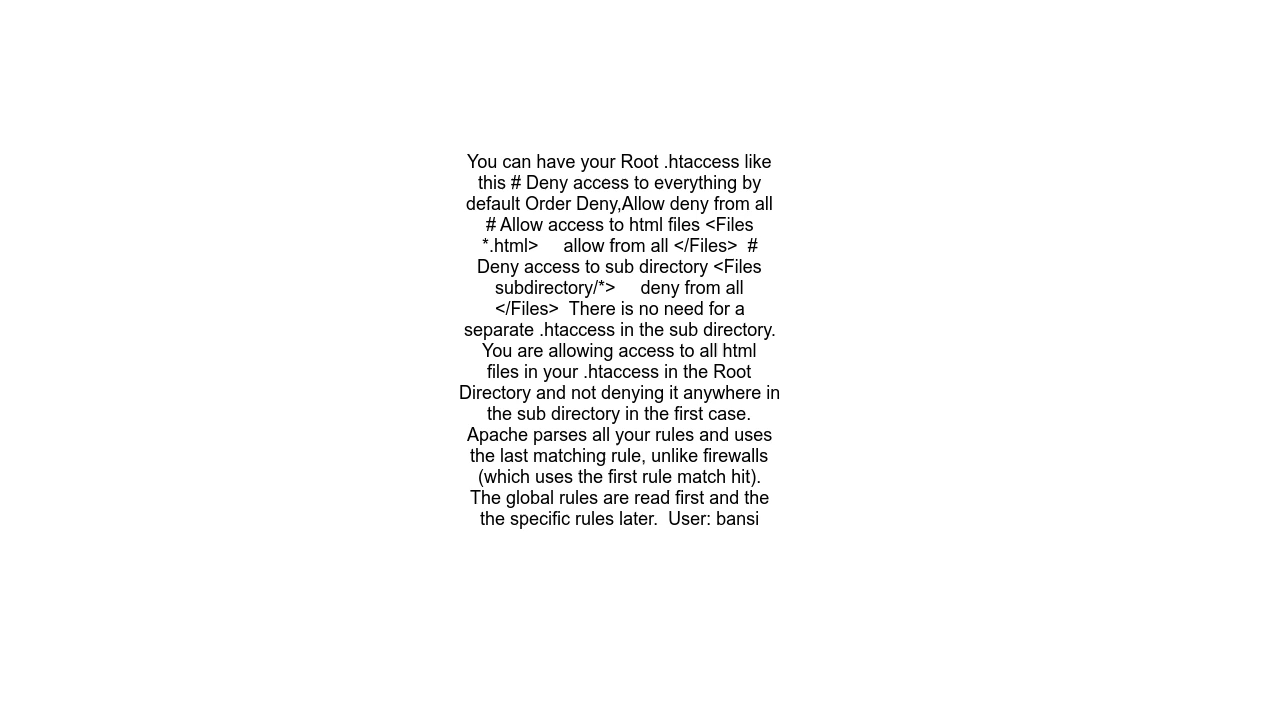 You can have your Root .htaccess like
this # Deny access to everything by
default Order Deny,Allow deny from all
# Allow access to html files <Files
*.html>     allow from all </Files>  #
Deny access to sub directory <Files
subdirectory/*>     deny from all
</Files>  There is no need for a
separate .htaccess in the sub directory.
You are allowing access to all html
files in your .htaccess in the Root
Directory and not denying it anywhere in
the sub directory in the first case.
Apache parses all your rules and uses
the last matching rule, unlike firewalls
(which uses the first rule match hit).
The global rules are read first and the
the specific rules later.  User: bansi